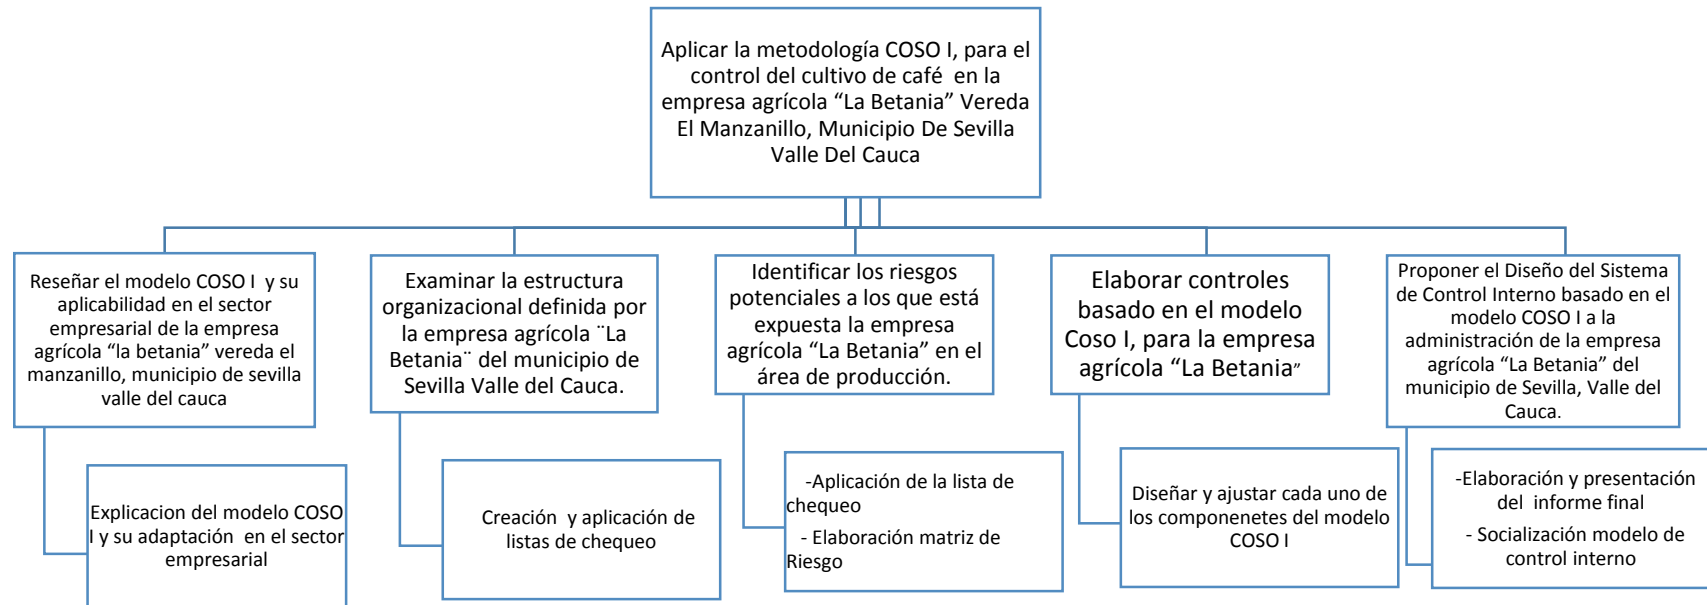 Aplicar la metodología COSO I, para el
control del cultivo de café en la
empresa agrícola “La Betania” Vereda
El Manzanillo, Municipio De Sevilla
Valle Del Cauca
Reseñar el modelo COSO I y su
aplicabilidad en el sector
empresarial de la empresa
agrícola “la betania” vereda el
manzanillo, municipio de sevilla
valle del cauca
Examinar la estructura
organizacional definida por
la empresa agrícola ¨La
Betania¨ del municipio de
Sevilla Valle del Cauca.
Identificar los riesgos
potenciales a los que está
expuesta la empresa
agrícola “La Betania” en el
área de producción.
Elaborar controles
basado en el modelo
Coso I, para la empresa
agrícola “La Betania”
Proponer el Diseño del Sistema
de Control Interno basado en el
modelo COSO I a la
administración de la empresa
agrícola “La Betania” del
municipio de Sevilla, Valle del
Cauca.
Explicacion del modelo COSO
I y su adaptación en el sector
empresarial
Creación y aplicación de
listas de chequeo
-Aplicación de la lista de
chequeo
- Elaboración matriz de
Riesgo
Diseñar y ajustar cada uno de
los componenetes del modelo
COSO I
-Elaboración y presentación
del informe final
- Socialización modelo de
control interno